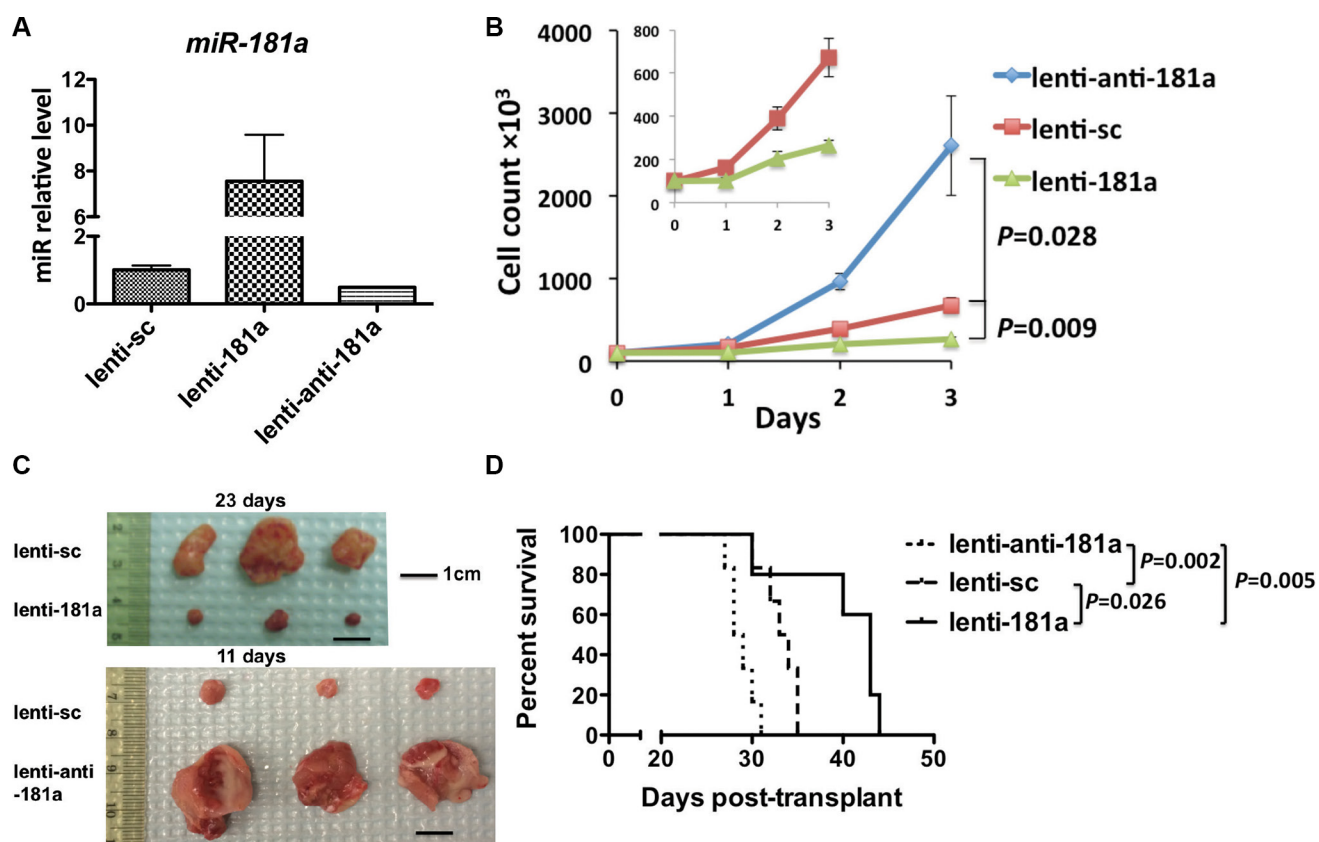 A
miR-181a
miR relative level
12
10
8
6
2
0
lenti-sc
lenti-181a
lenti-anti-181a
B
Cell count ×10³
4000
3000
2000
1000
0
0 1 2 3
Days
800
600
400
200
0
0 1 2 3
lenti-anti-181a
lenti-sc
lenti-181a
P=0.028
P=0.009
C
23 days
lenti-sc
lenti-181a
1cm
11 days
lenti-sc
lenti-anti
-181a
7
8
9
10
D
Percent survival
100
80
60
40
20
0
0 20 30 40 50
Days post-transplant
lenti-anti-181a
lenti-sc
lenti-181a
P=0.002
P=0.026
P=0.005